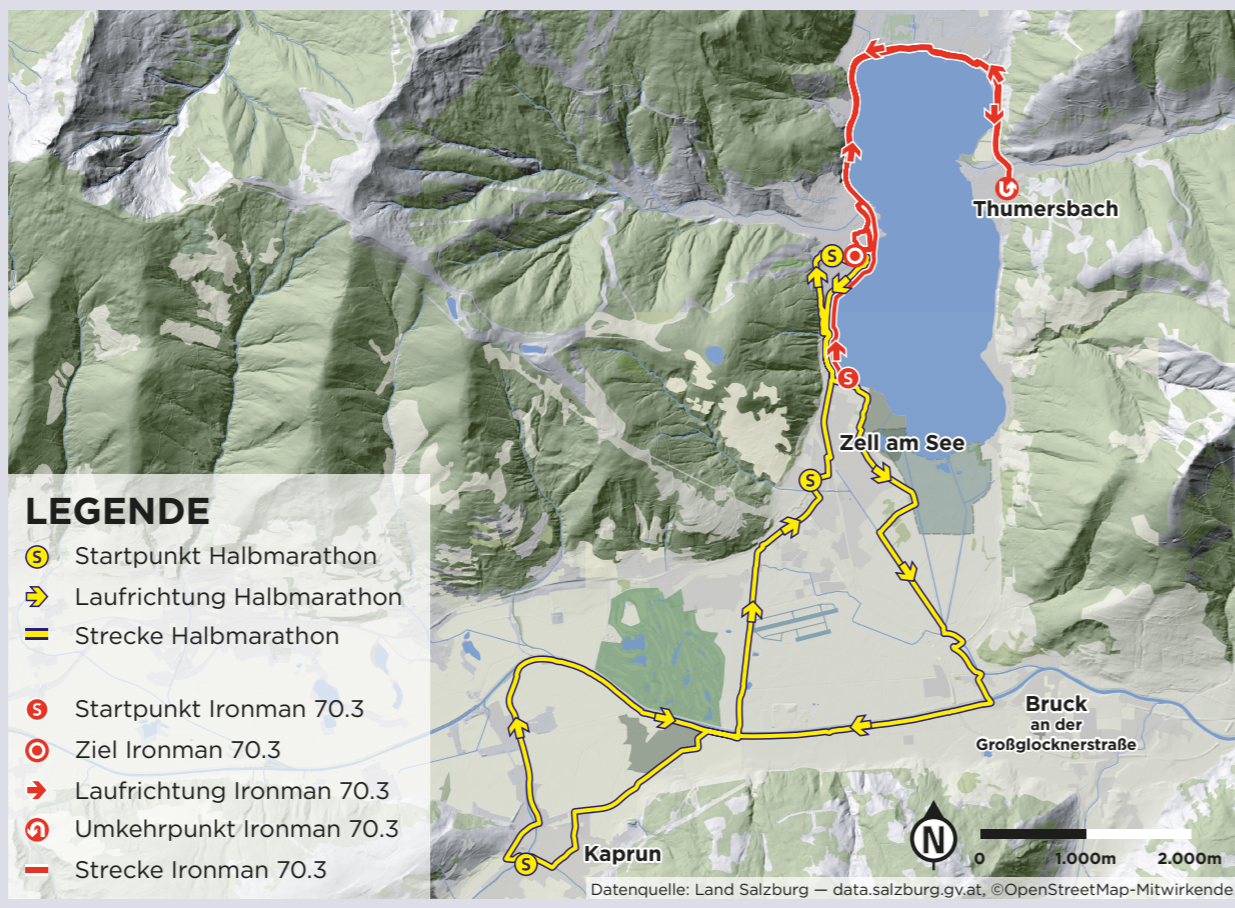 Thumersbach
S
S
Zell am See
S
LEGENDE
S Startpunkt Halbmarathon
Laufrichtung Halbmarathon
Strecke Halbmarathon
S Startpunkt Ironman 70.3
Ziel Ironman 70.3
Laufrichtung Ironman 70.3
Umkehrpunkt Ironman 70.3
Strecke Ironman 70.3
Bruck
an der
Großglocknerstraße
Kaprun
S
N
0 1.000m 2.000m
Datenquelle: Land Salzburg — data.salzburg.gv.at, ©OpenStreetMap-Mitwirkende